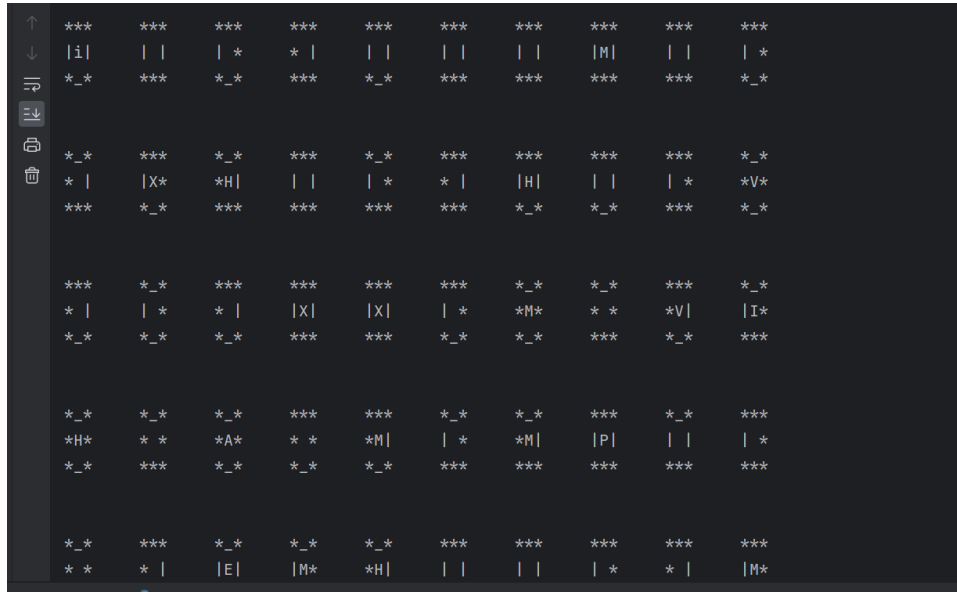 ***     ***     ***     ***     ***     ***     ***     ***     ***     ***
|i|     | |     | *     * |     | |     | |     | |     |M|     | |     | *
*_*     ***     *_*     ***     *_*     ***     ***     ***     ***     *_*
*_*     ***     *_*     ***     *_*     ***     ***     ***     ***     *_*
* |     |X*     *H|     | |     | *     * |     |H|     | |     | *     *V*
***     *_*     ***     ***     ***     ***     *_*     *_*     ***     *_*
***     *_*     ***     ***     ***     ***     *_*     *_*     ***     *_*
* |     | *     * |     |X|     |X|     | *     *M*     * *     *V|     |I*
*_*     *_*     *_*     ***     ***     *_*     *_*     ***     *_*     ***
*_*     *_*     *_*     ***     ***     *_*     *_*     ***     *_*     ***
*H*     * *     *A*     * *     *M|     | *     *M|     |P|     | |     | *
*_*     ***     *_*     *_*     *_*     ***     ***     ***     ***     ***
*_*     ***     *_*     *_*     *_*     ***     ***     ***     ***     ***
* *     * |     |E|     |M*     *H|     | |     | |     | *     * |     |M*